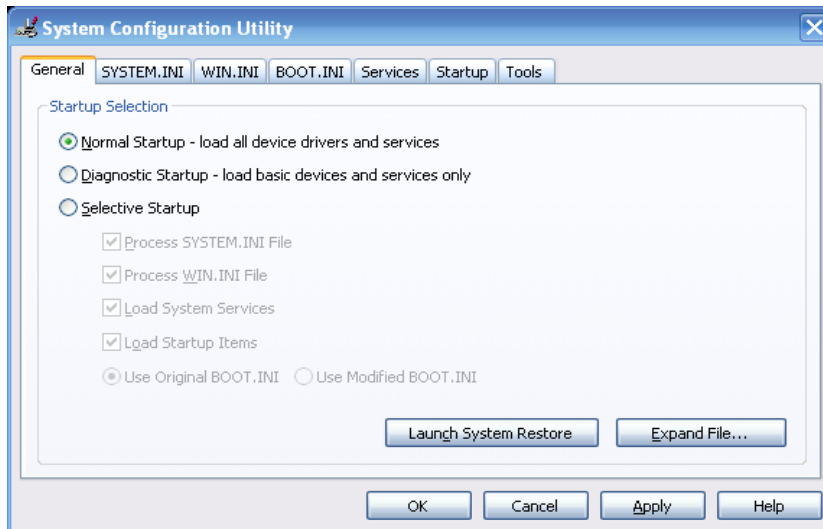 System Configuration Utility
General SYSTEM.INI WIN.INI BOOT.INI Services Startup Tools
Startup Selection
Normal Startup - load all device drivers and services
Diagnostic Startup - load basic devices and services only
Selective Startup
Process SYSTEM.INI File
Process WIN.INI File
Load System Services
Load Startup Items
Use Original BOOT.INI Use Modified BOOT.INI
Launch System Restore Expand File...
OK Cancel Apply Help